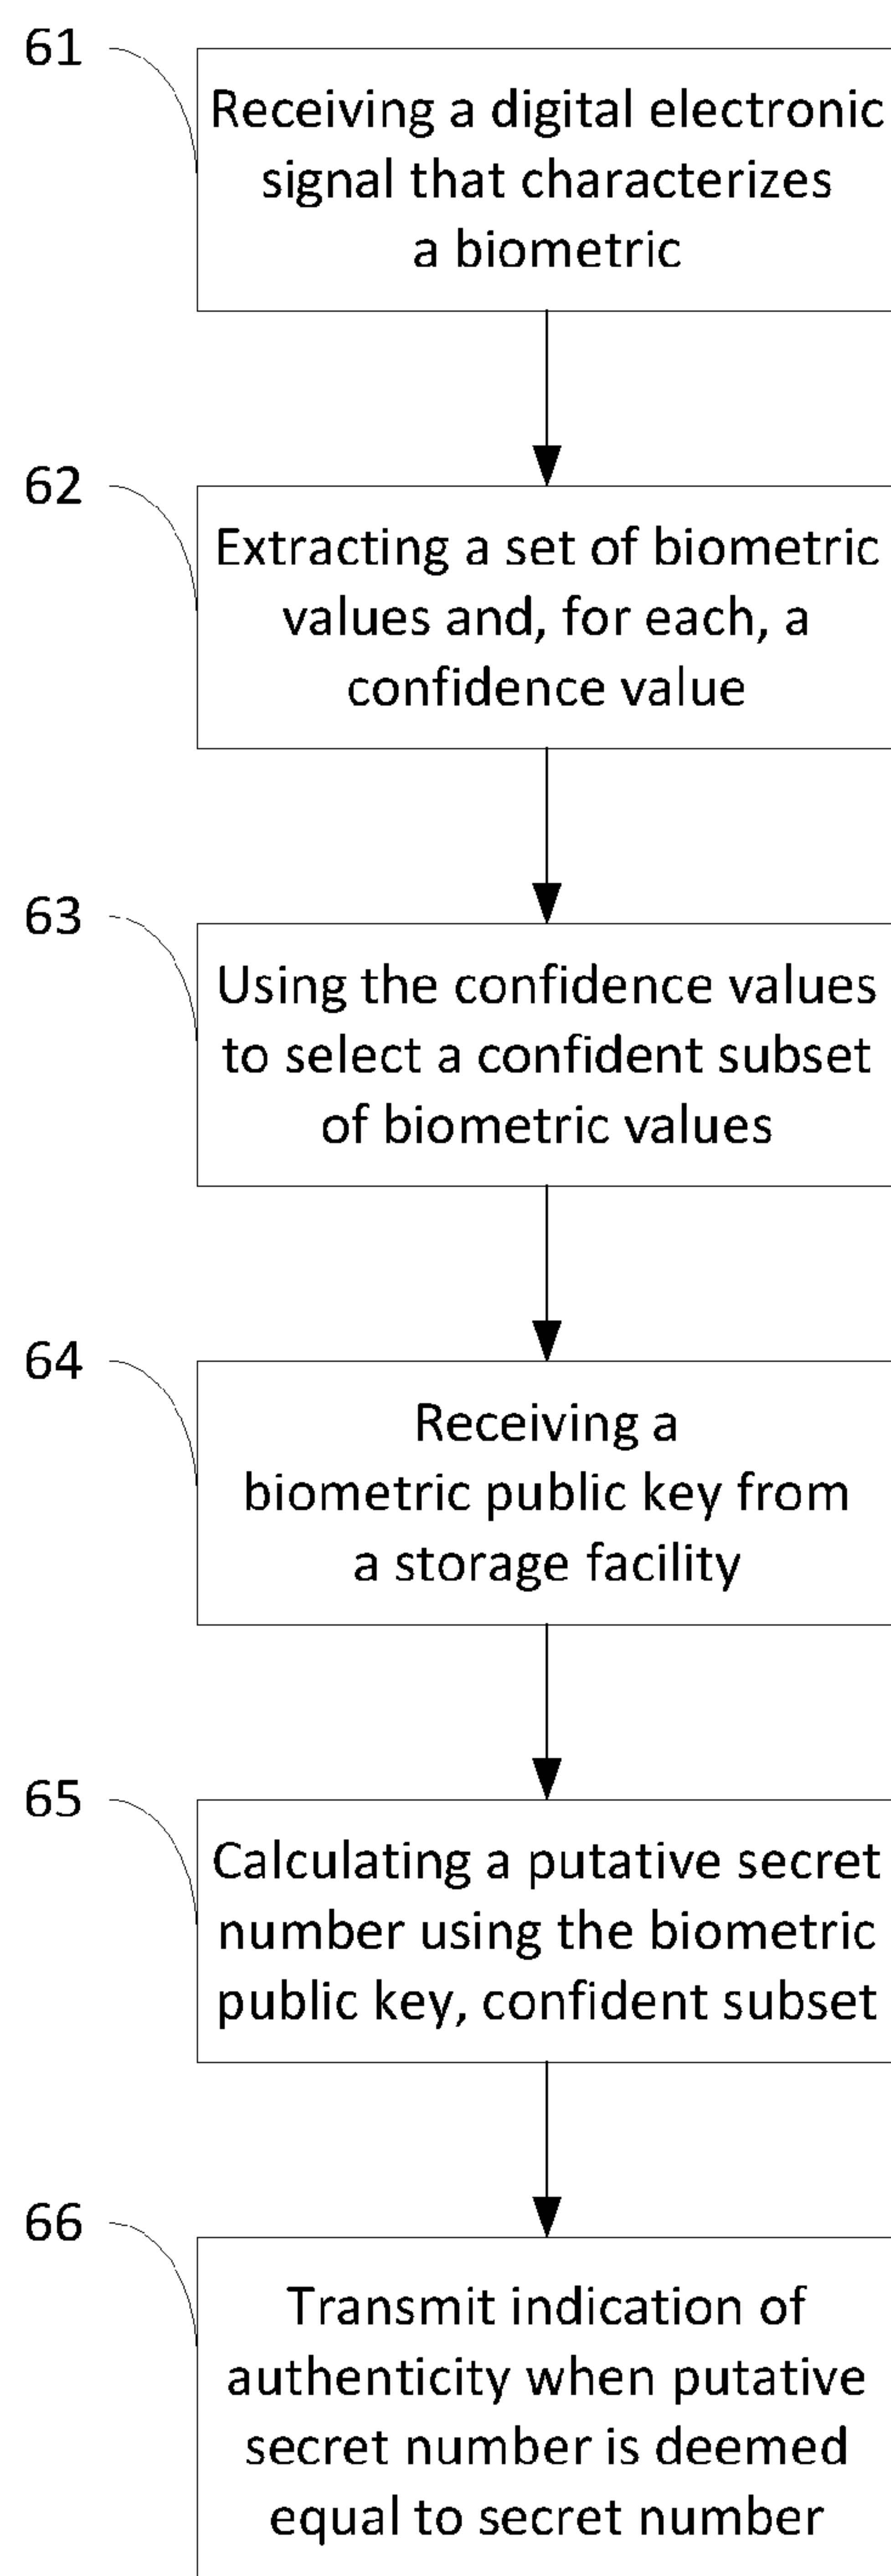 61
Receiving a digital electronic
signal that characterizes
a biometric
62
Extracting a set of biometric
values and, for each, a
confidence value
63
Using the confidence values
to select a confident subset
of biometric values
64
Receiving a
biometric public key from
a storage facility
65
Calculating a putative secret
number using the biometric
public key, confident subset
66
Transmit indication of
authenticity when putative
secret number is deemed
equal to secret number